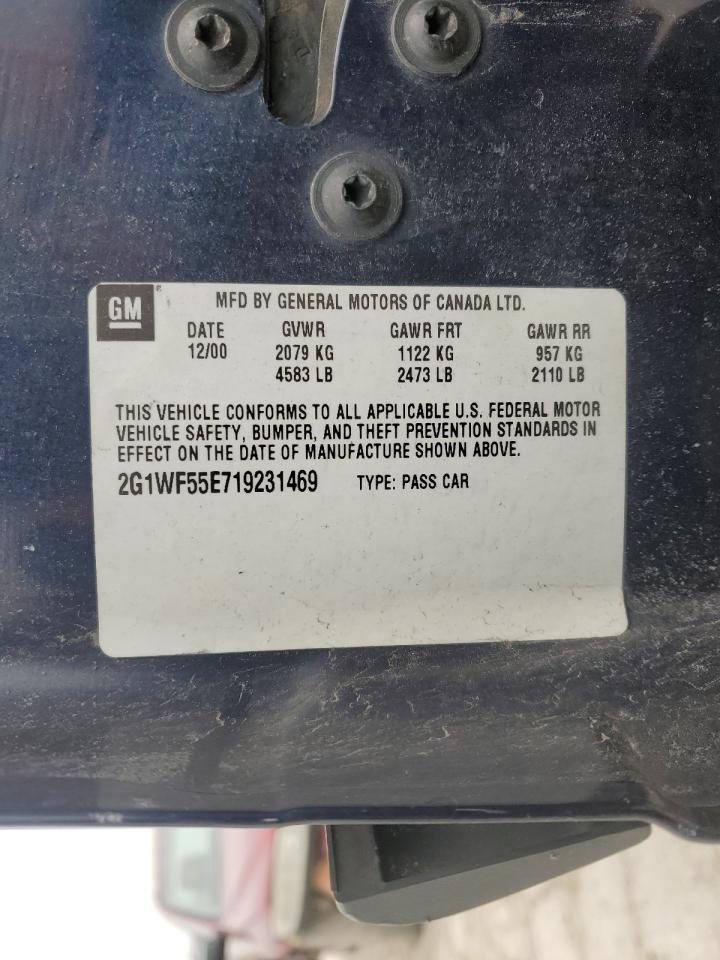 GM ®
MFD BY GENERAL MOTORS OF CANADA LTD.
DATE GVWR GAWR FRT GAWR RR
12/00 2079 KG 1122 KG 957 KG
4583 LB 2473 LB 2110 LB
THIS VEHICLE CONFORMS TO ALL APPLICABLE U.S. FEDERAL MOTOR
VEHICLE SAFETY, BUMPER, AND THEFT PREVENTION STANDARDS IN
EFFECT ON THE DATE OF MANUFACTURE SHOWN ABOVE.
2G1WF55E719231469 TYPE: PASS CAR